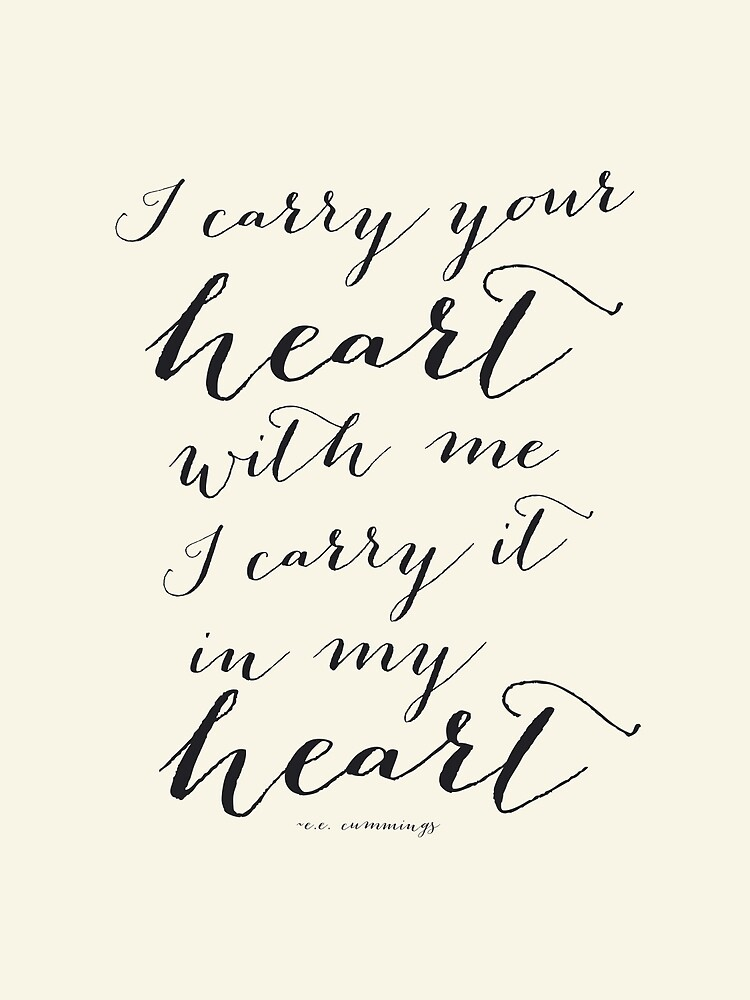 I carry your
heart
with me
I carry it
in my
heart
~e.e. cummings